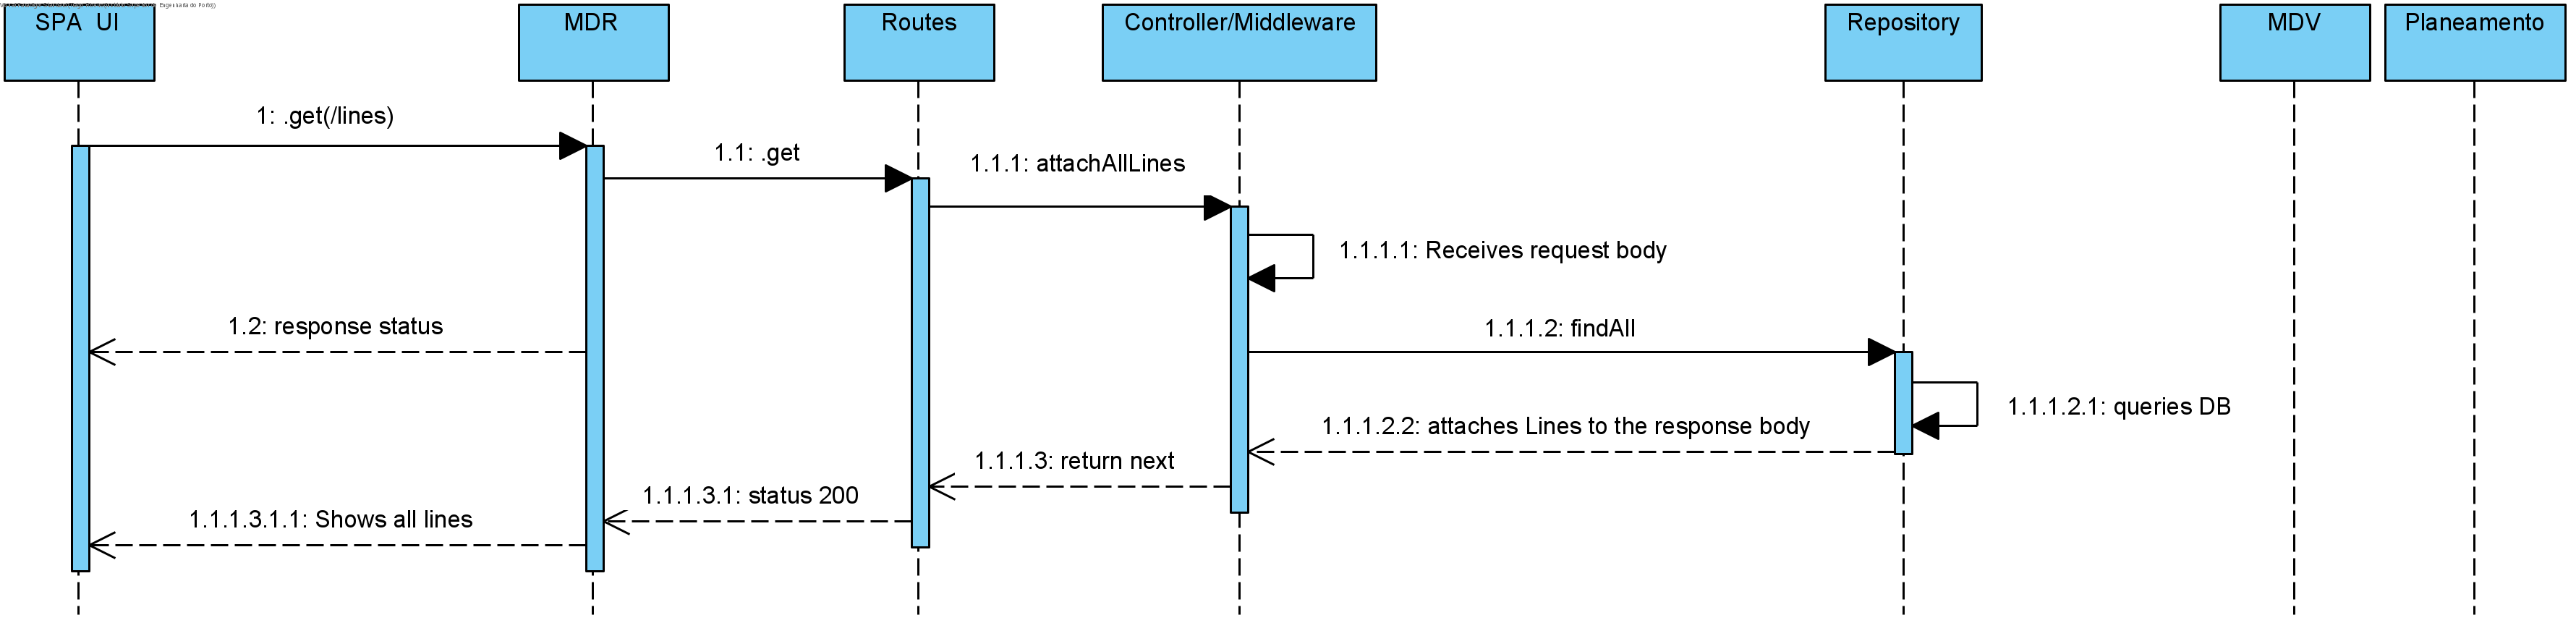 SPA UI
MDR
Routes
Controller/Middleware
Repository
MDV
Planeamento
1: .get(/lines)
1.1: .get
1.1.1: attachAllLines
1.1.1.1: Receives request body
1.2: response status
1.1.1.2: findAll
1.1.1.2.1: queries DB
1.1.1.2.2: attaches Lines to the response body
1.1.1.3: return next
1.1.1.3.1: status 200
1.1.1.3.1.1: Shows all lines